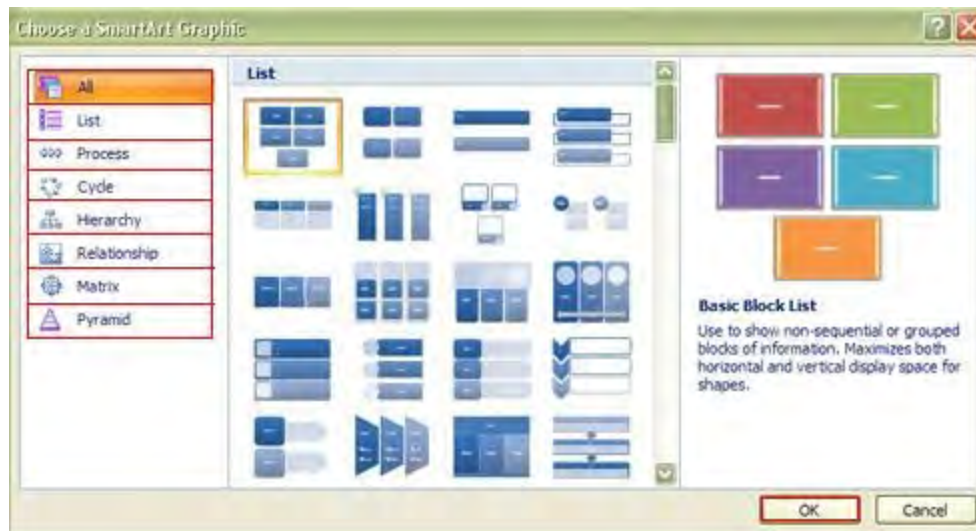 Choose a SmartArt Graphic
All
List
Process
Cycle
Hierarchy
Relationship
Matrix
Pyramid
List
Basic Block List
Use to show non-sequential or grouped
blocks of information. Maximizes both
horizontal and vertical display space for
shapes.
OK
Cancel